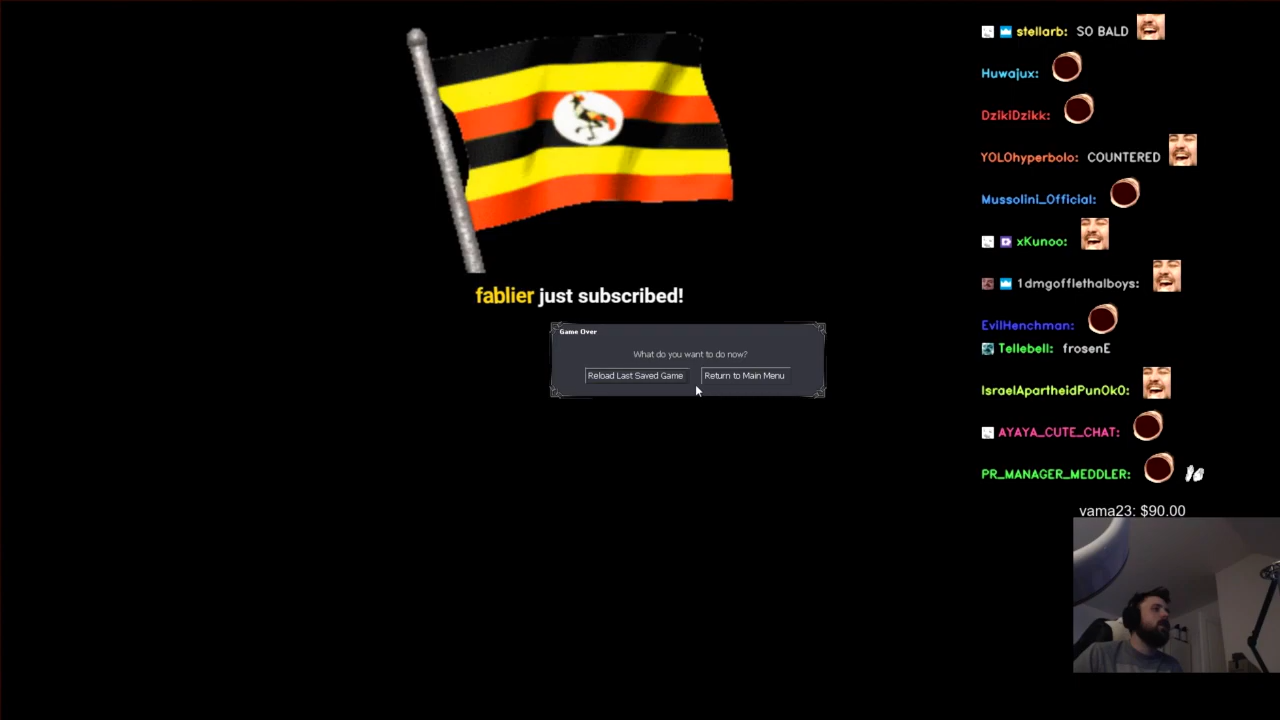 fablier just subscribed!
Game Over
What do you want to do now?
Reload Last Saved Game
Return to Main Menu
stellarb: SO BALD
Huwajux:
DzikiDzikk:
YOLOhyperbolo: COUNTERED
Mussolini_Official:
xKunoo:
1dmgofflethalboys:
EvilHenchman:
Tellebell: frosenE
IsraelApartheidPunOkO:
AYAYA_CUTE_CHAT:
PR_MANAGER_MEDDLER:
vama23: $90.00